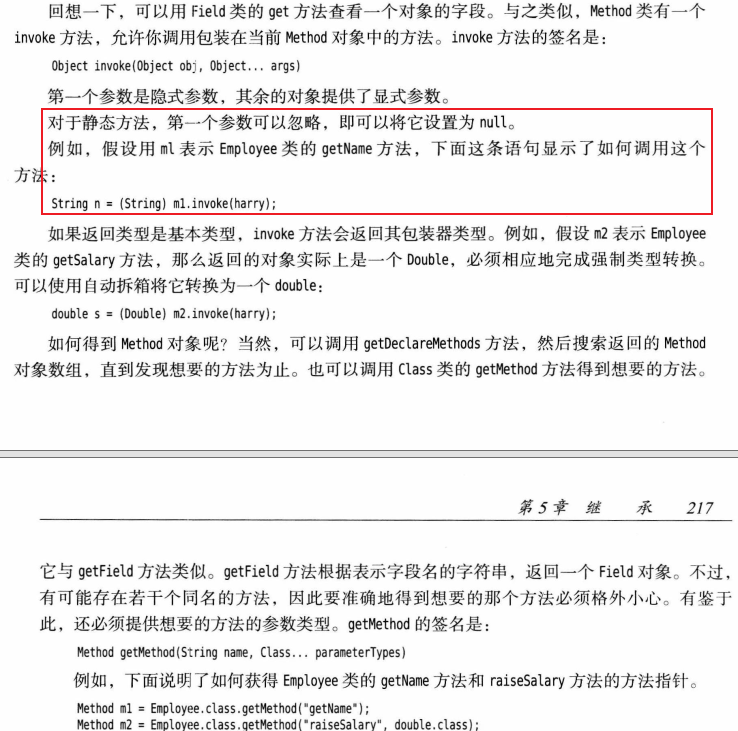 回想一下，可以用 Field 类的 get 方法查看一个对象的字段。与之类似，Method 类有一个
invoke 方法，允许你调用包装在当前 Method 对象中的方法。invoke 方法的签名是：
Object invoke(Object obj, Object... args)
第一个参数是隐式参数，其余的对象提供了显式参数。
对于静态方法，第一个参数可以忽略，即可以将它设置为 null。
例如，假设用 ml 表示 Employee 类的 getName 方法，下面这条语句显示了如何调用这个
方法：
String n = (String) m1.invoke(harry);
如果返回类型是基本类型，invoke 方法会返回其包装器类型。例如，假设 m2 表示 Employee
类的 getSalary 方法，那么返回的对象实际上是一个 Double，必须相应地完成强制类型转换。
可以使用自动拆箱将它转换为一个 double：
double s = (Double) m2.invoke(harry);
如何得到 Method 对象呢？当然，可以调用 getDeclareMethods 方法，然后搜索返回的 Method
对象数组，直到发现想要的方法为止。也可以调用 Class 类的 getMethod 方法得到想要的方法。
第 5 章 继 承 217
它与 getField 方法类似。getField 方法根据表示字段名的字符串，返回一个 Field 对象。不过，
有可能存在若干个同名的方法，因此要准确地得到想要的那个方法必须格外小心。有鉴于
此，还必须提供想要的方法的参数类型。getMethod 的签名是：
Method getMethod(String name, Class... parameterTypes)
例如，下面说明了如何获得 Employee 类的 getName 方法和 raiseSalary 方法的方法指针。
Method m1 = Employee.class.getMethod("getName");
Method m2 = Employee.class.getMethod("raiseSalary", double.class);